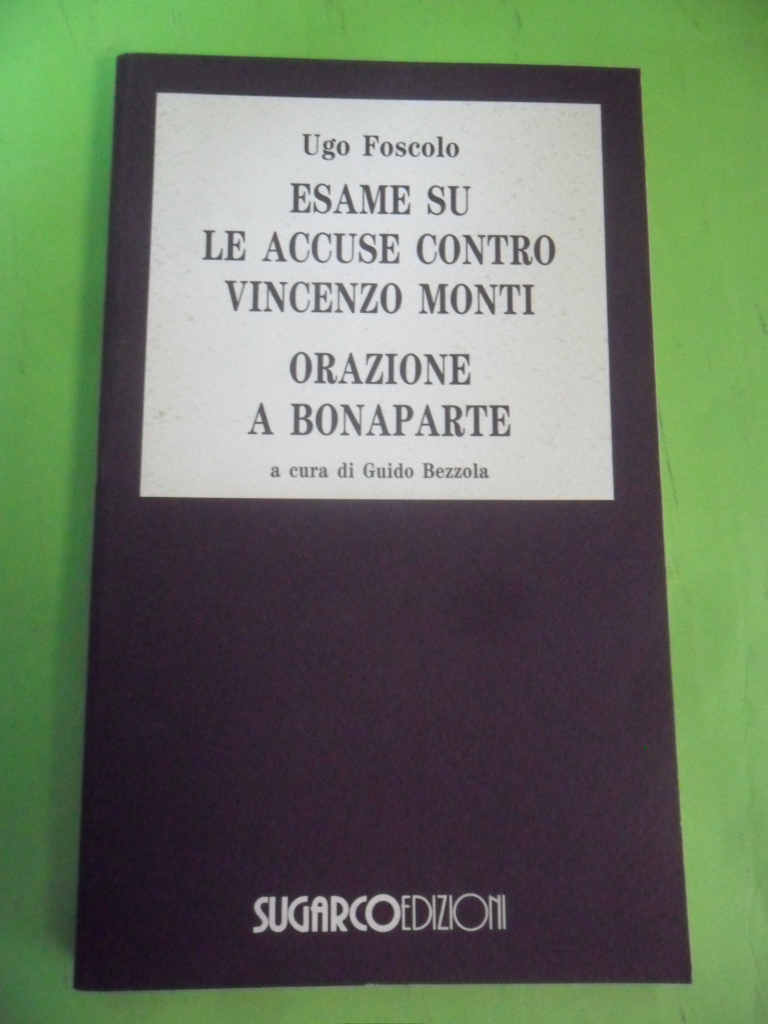 Ugo Foscolo
ESAME SU
LE ACCUSE CONTRO
VINCENZO MONTI
ORAZIONE
A BONAPARTE
a cura di Guido Bezzola
SUGARCOEDIZIONI